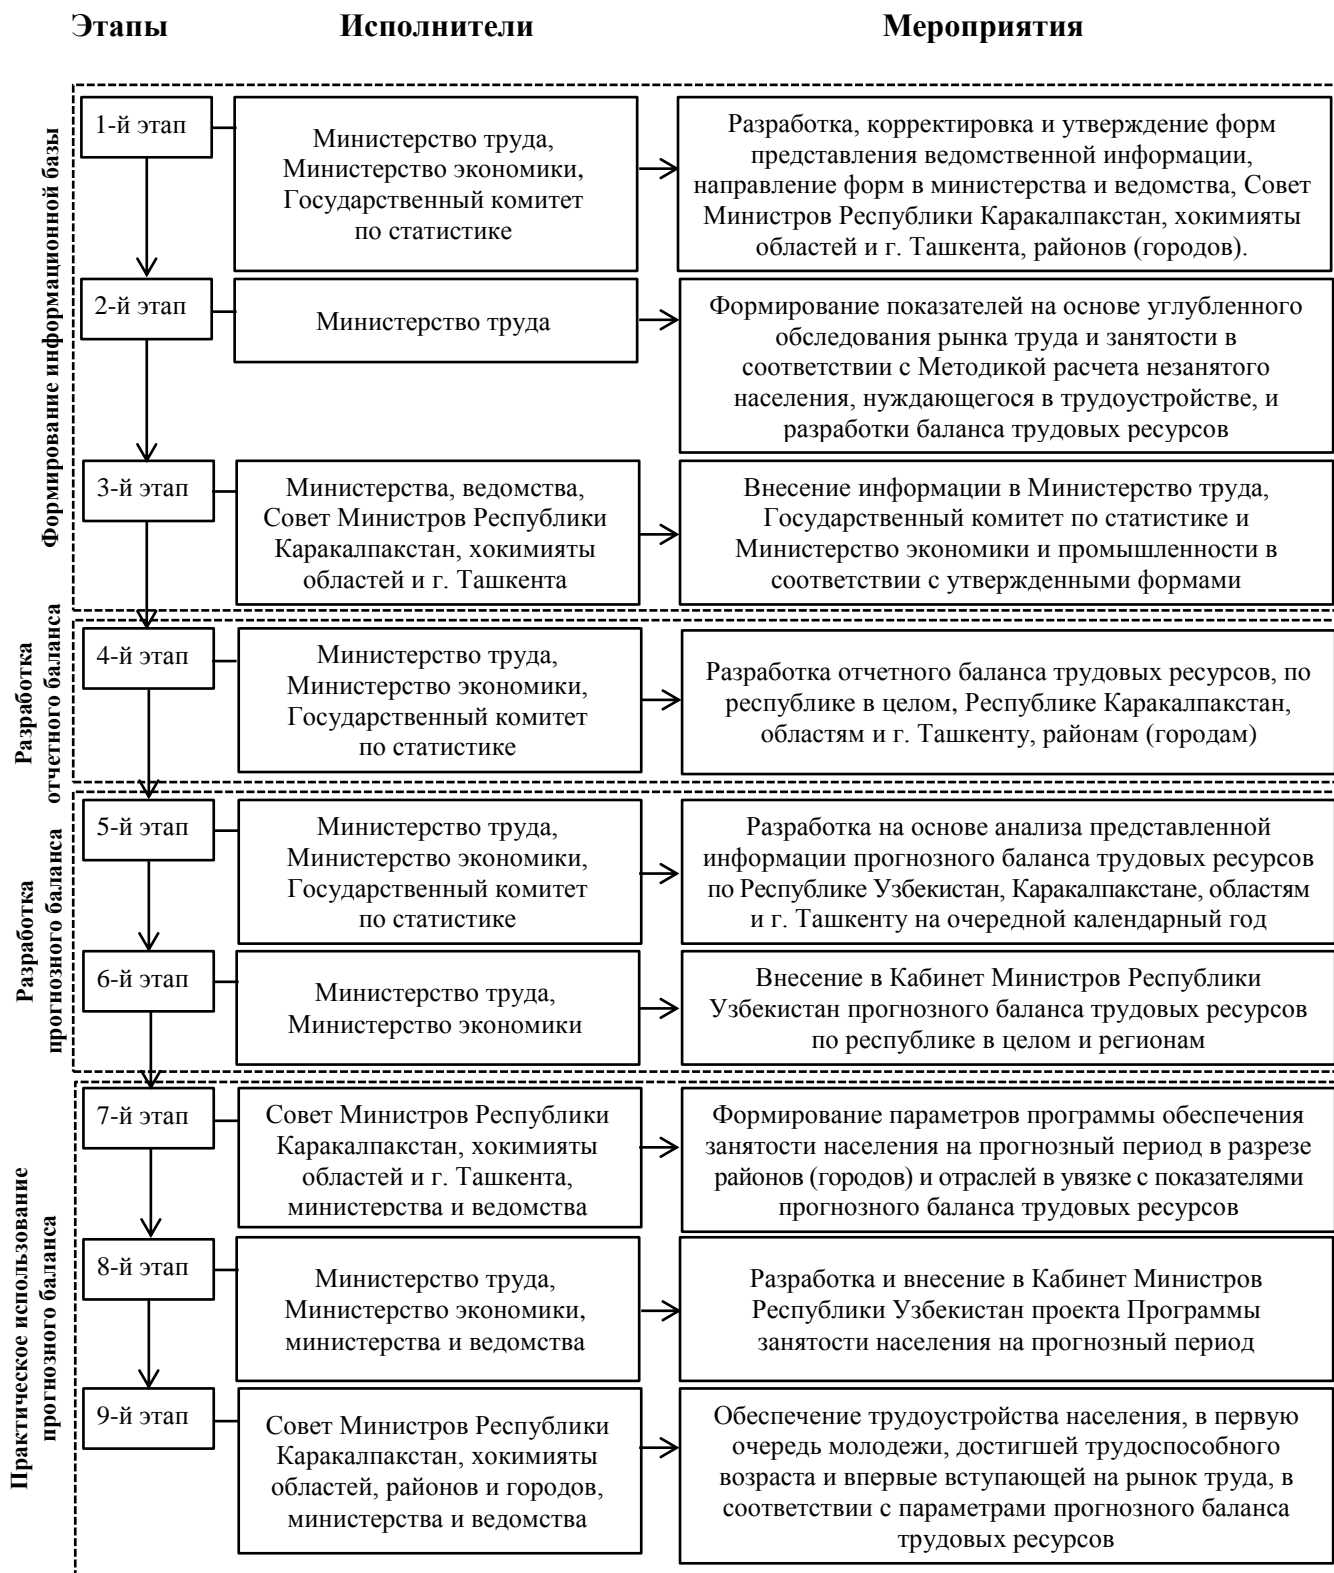 Этапы
Исполнители
Мероприятия
Формирование информационной базы
1-й этап
Министерство труда,
Министерство экономики,
Государственный комитет
по статистике
Разработка, корректировка и утверждение форм
представления ведомственной информации,
направление форм в министерства и ведомства, Совет
Министров Республики Каракалпакстан, хокимияты
областей и г. Ташкента, районов (городов).
2-й этап
Министерство труда
Формирование показателей на основе углубленного
обследования рынка труда и занятости в
соответствии с Методикой расчета незанятого
населения, нуждающегося в трудоустройстве, и
разработки баланса трудовых ресурсов
3-й этап
Министерства, ведомства,
Совет Министров Республики
Каракалпакстан, хокимияты
областей и г. Ташкента
Внесение информации в Министерство труда,
Государственный комитет по статистике и
Министерство экономики и промышленности в
соответствии с утвержденными формами
Разработка
отчетного баланса
4-й этап
Министерство труда,
Министерство экономики,
Государственный комитет
по статистике
Разработка отчетного баланса трудовых ресурсов, по
республике в целом, Республике Каракалпакстан,
областям и г. Ташкенту, районам (городам)
Разработка
прогнозного баланса
5-й этап
Министерство труда,
Министерство экономики,
Государственный комитет
по статистике
Разработка на основе анализа представленной
информации прогнозного баланса трудовых ресурсов
по Республике Узбекистан, Каракалпакстане, областям
и г. Ташкенту на очередной календарный год
6-й этап
Министерство труда,
Министерство экономики
Внесение в Кабинет Министров Республики
Узбекистан прогнозного баланса трудовых ресурсов
по республике в целом и регионам
Практическое использование
прогнозного баланса
7-й этап
Совет Министров Республики
Каракалпакстан, хокимияты
областей и г. Ташкента,
министерства и ведомства
Формирование параметров программы обеспечения
занятости населения на прогнозный период в разрезе
районов (городов) и отраслей в увязке с показателями
прогнозного баланса трудовых ресурсов
8-й этап
Министерство труда,
Министерство экономики,
министерства и ведомства
Разработка и внесение в Кабинет Министров
Республики Узбекистан проекта Программы
занятости населения на прогнозный период
9-й этап
Совет Министров Республики
Каракалпакстан, хокимияты
областей, районов и городов,
министерства и ведомства
Обеспечение трудоустройства населения, в первую
очередь молодежи, достигшей трудоспособного
возраста и впервые вступающей на рынок труда, в
соответствии с параметрами прогнозного баланса
трудовых ресурсов